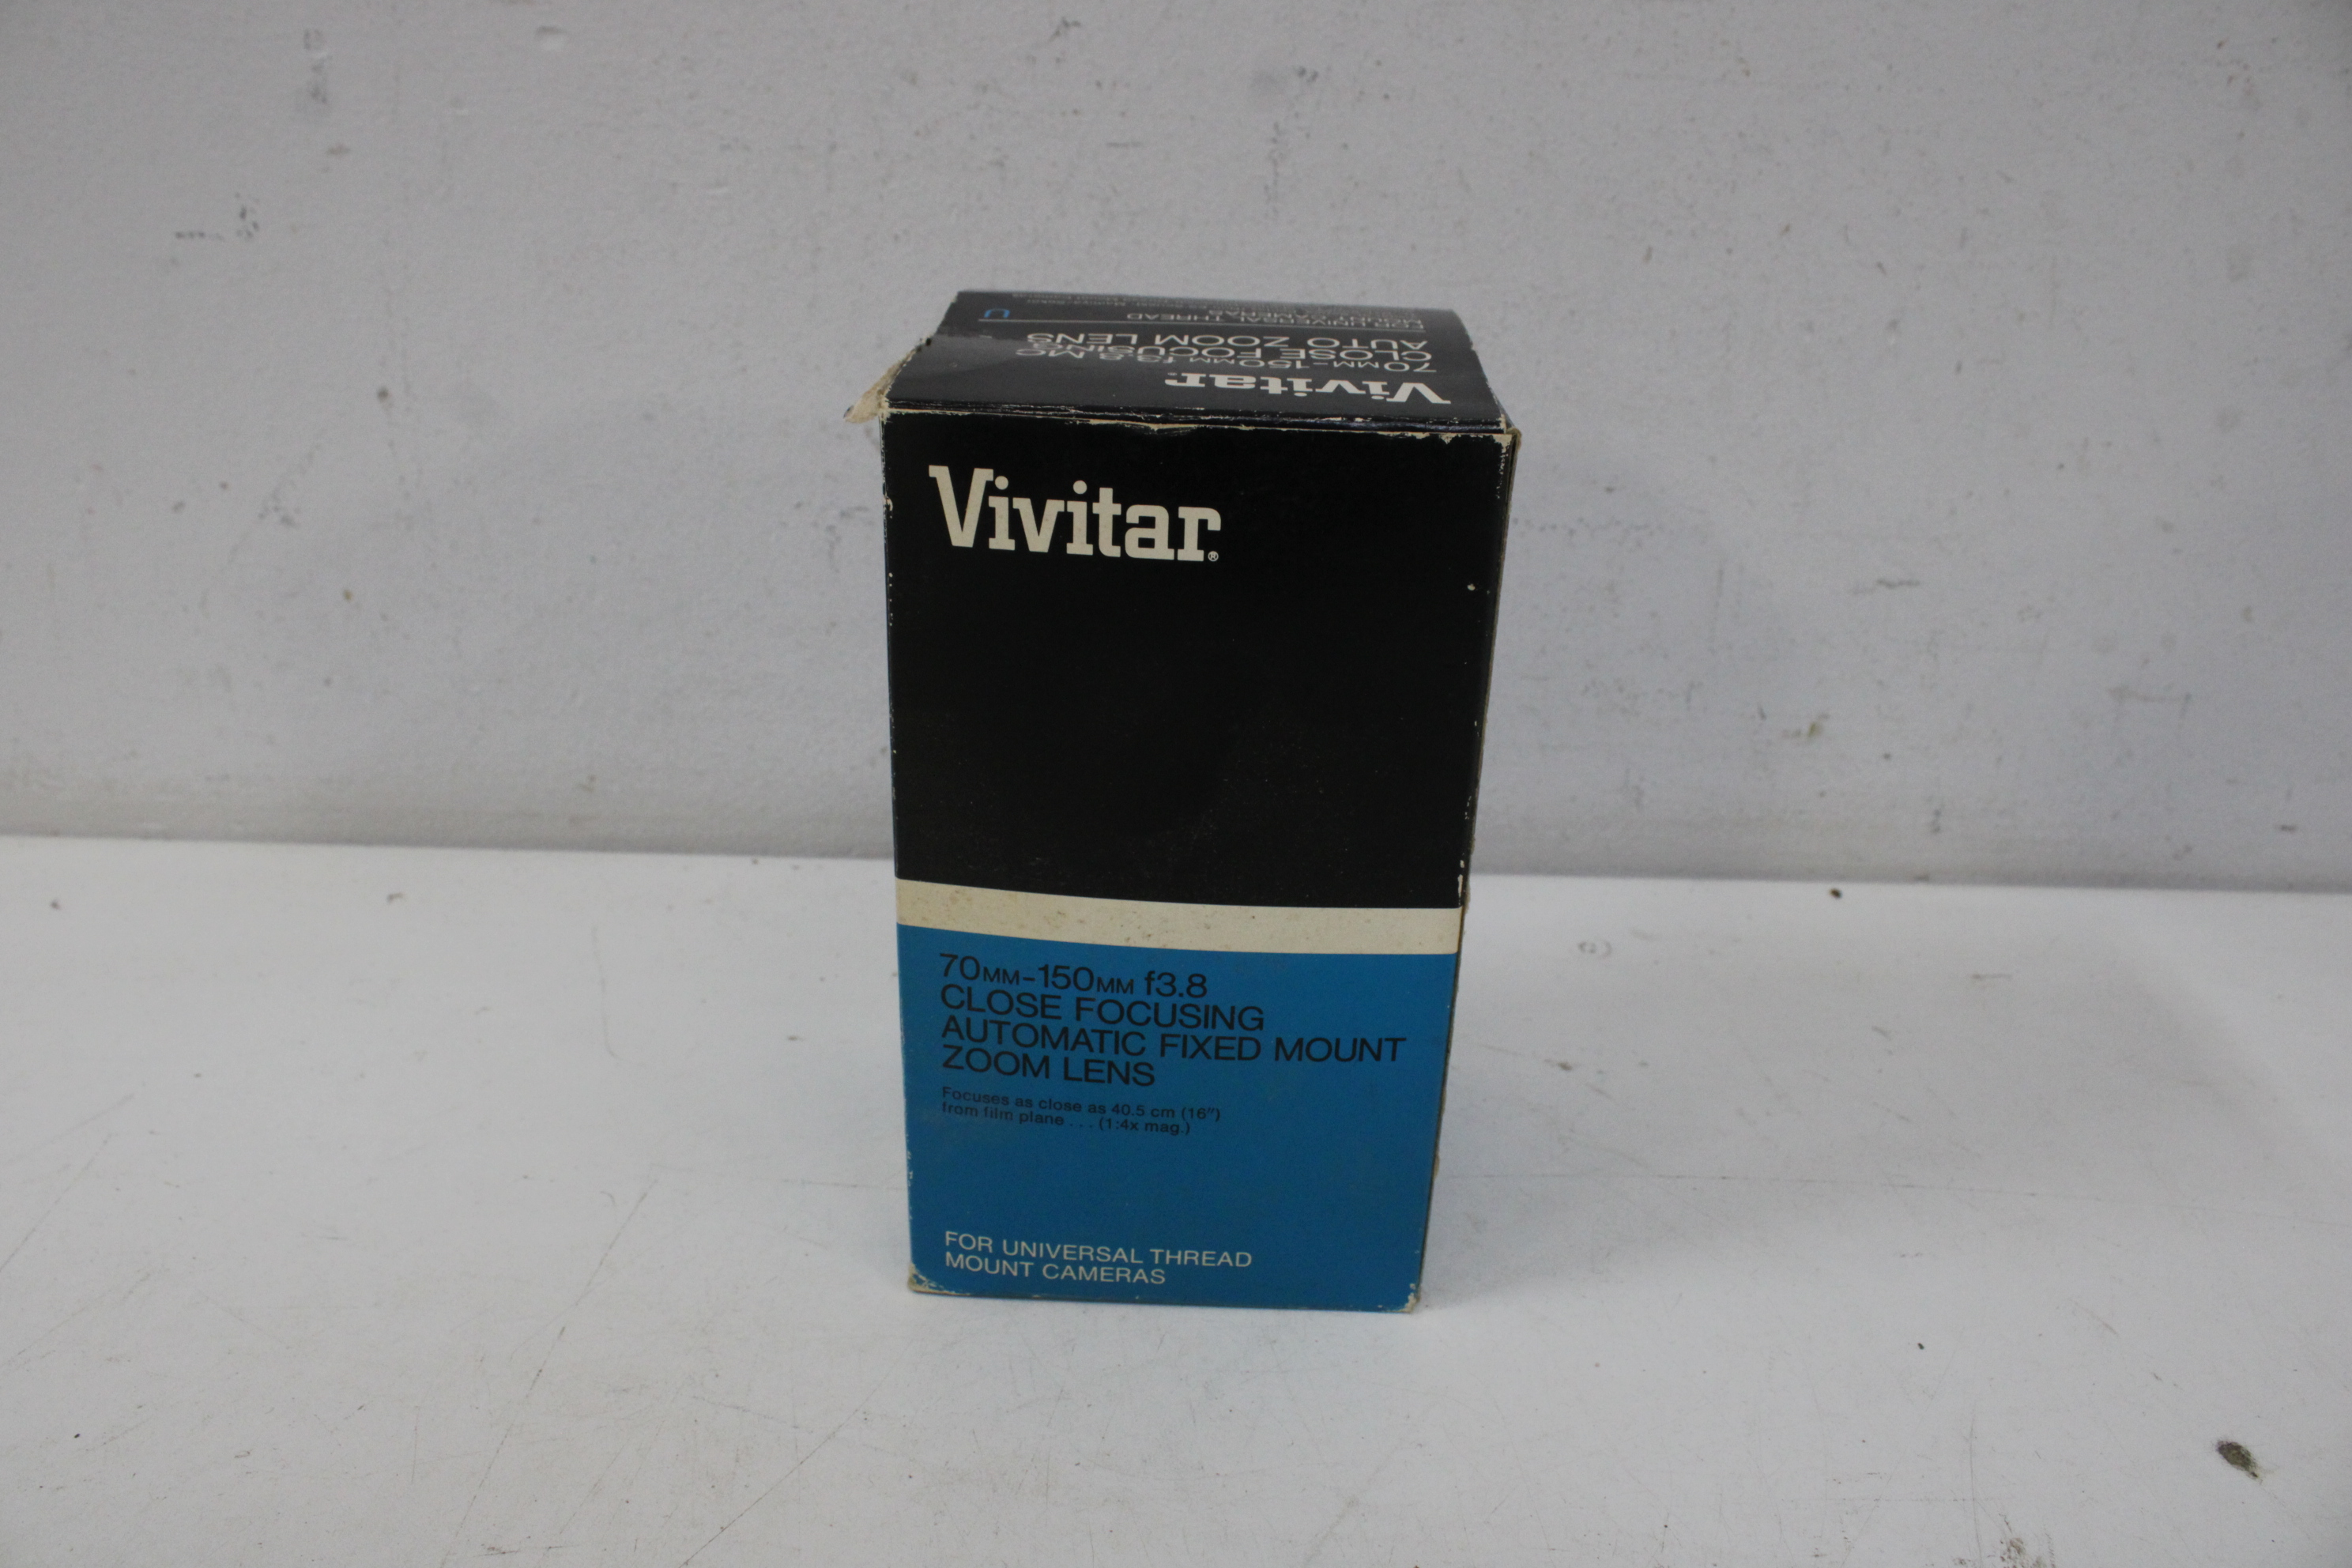 Vivitar®
70MM-150MM f3.8 MC
CLOSE FOCUSING
AUTO ZOOM LENS
FOR UNIVERSAL THREAD
MOUNT CAMERAS
U
Vivitar®
70MM-150MM f3.8
CLOSE FOCUSING
AUTOMATIC FIXED MOUNT
ZOOM LENS
Focuses as close as 40.5 cm (16")
from film plane . . . (1:4x mag.)
FOR UNIVERSAL THREAD
MOUNT CAMERAS